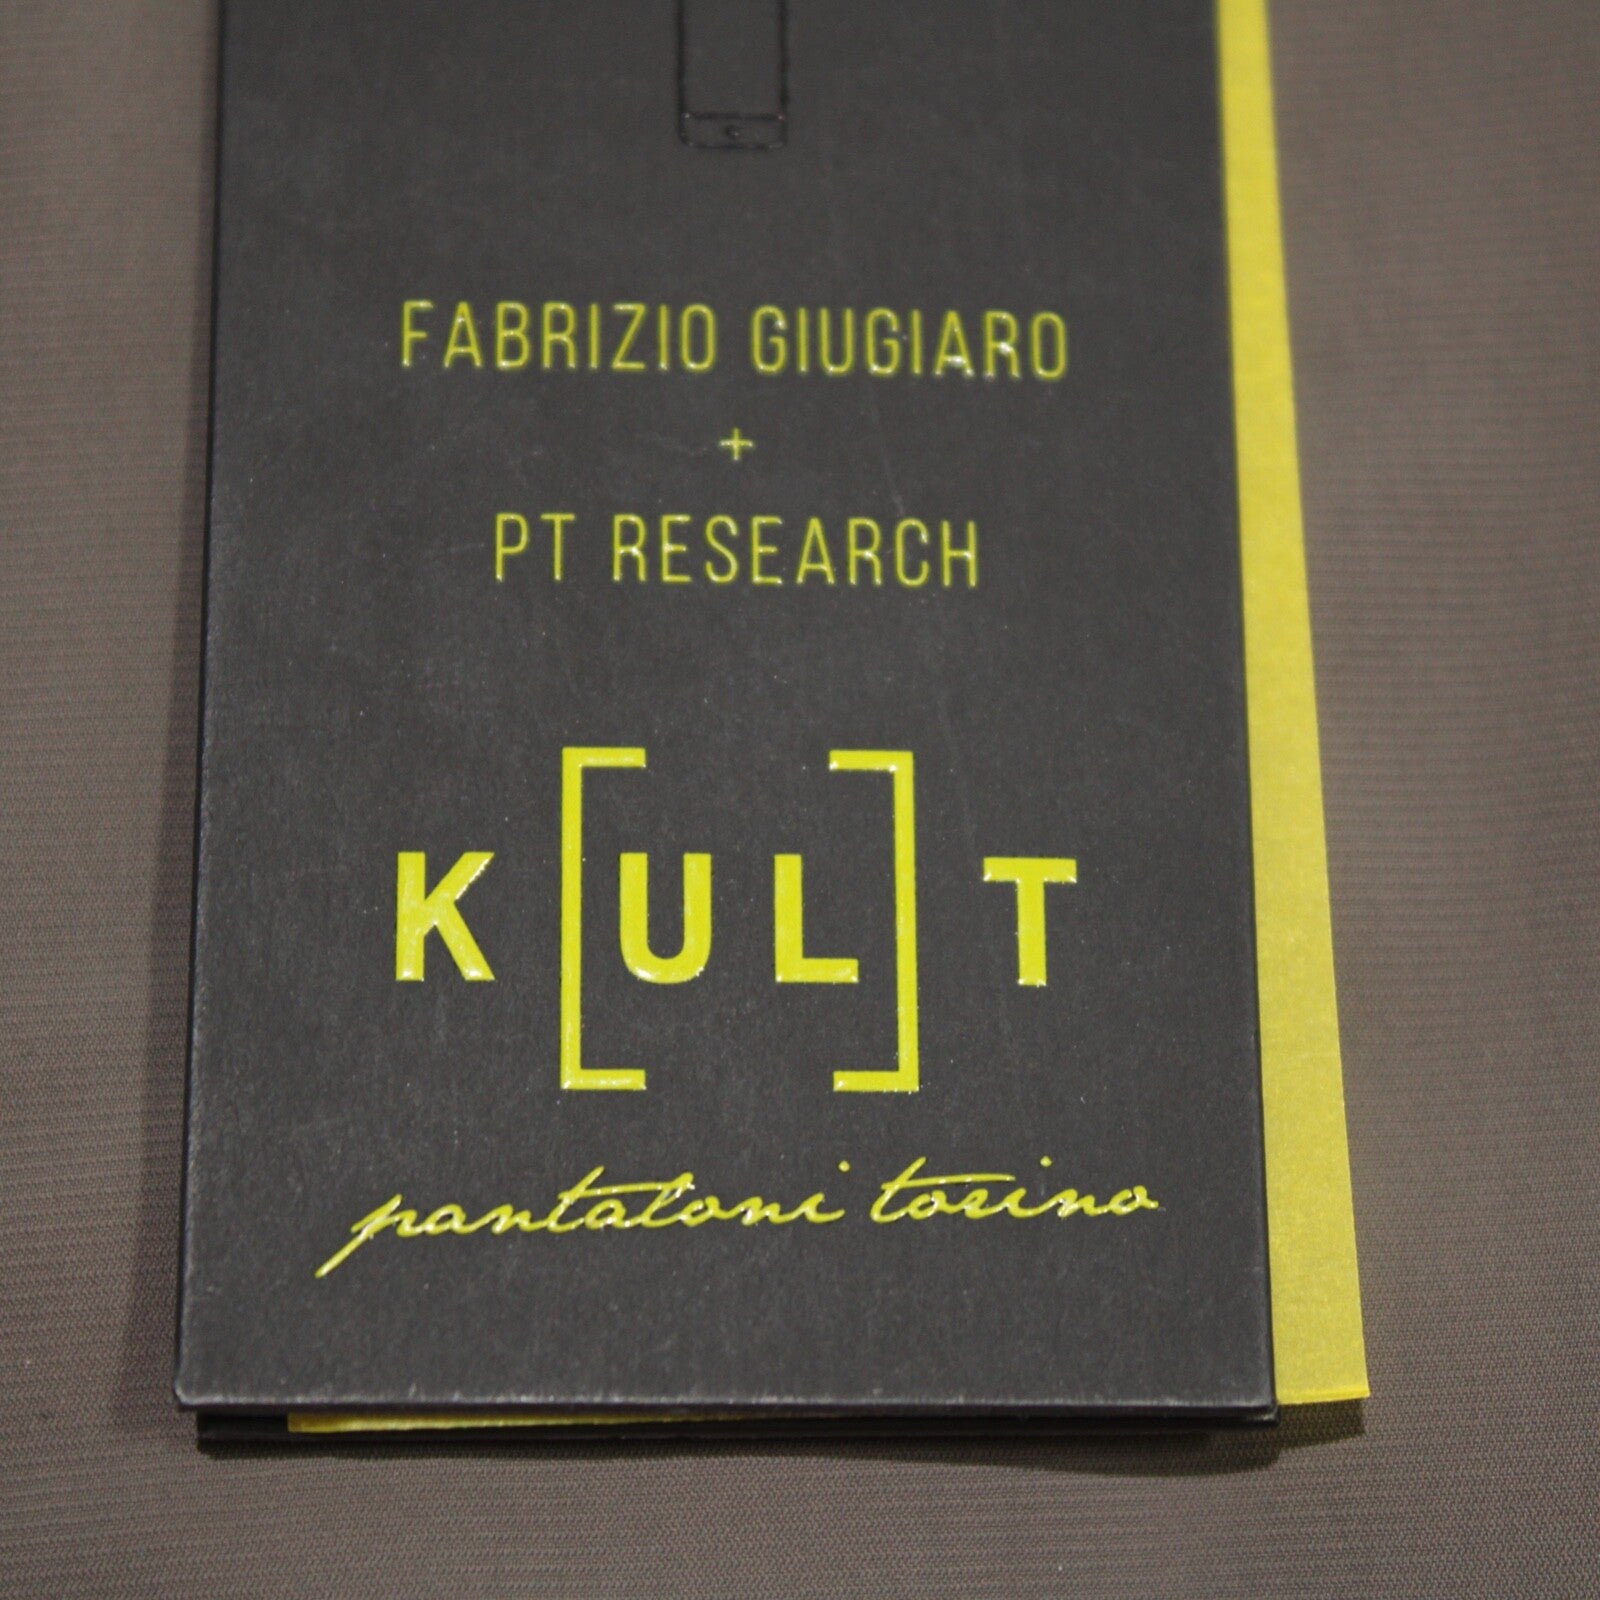 FABRIZIO GIUGIARO
+
PT RESEARCH
K[UL]T
pantaloni torino